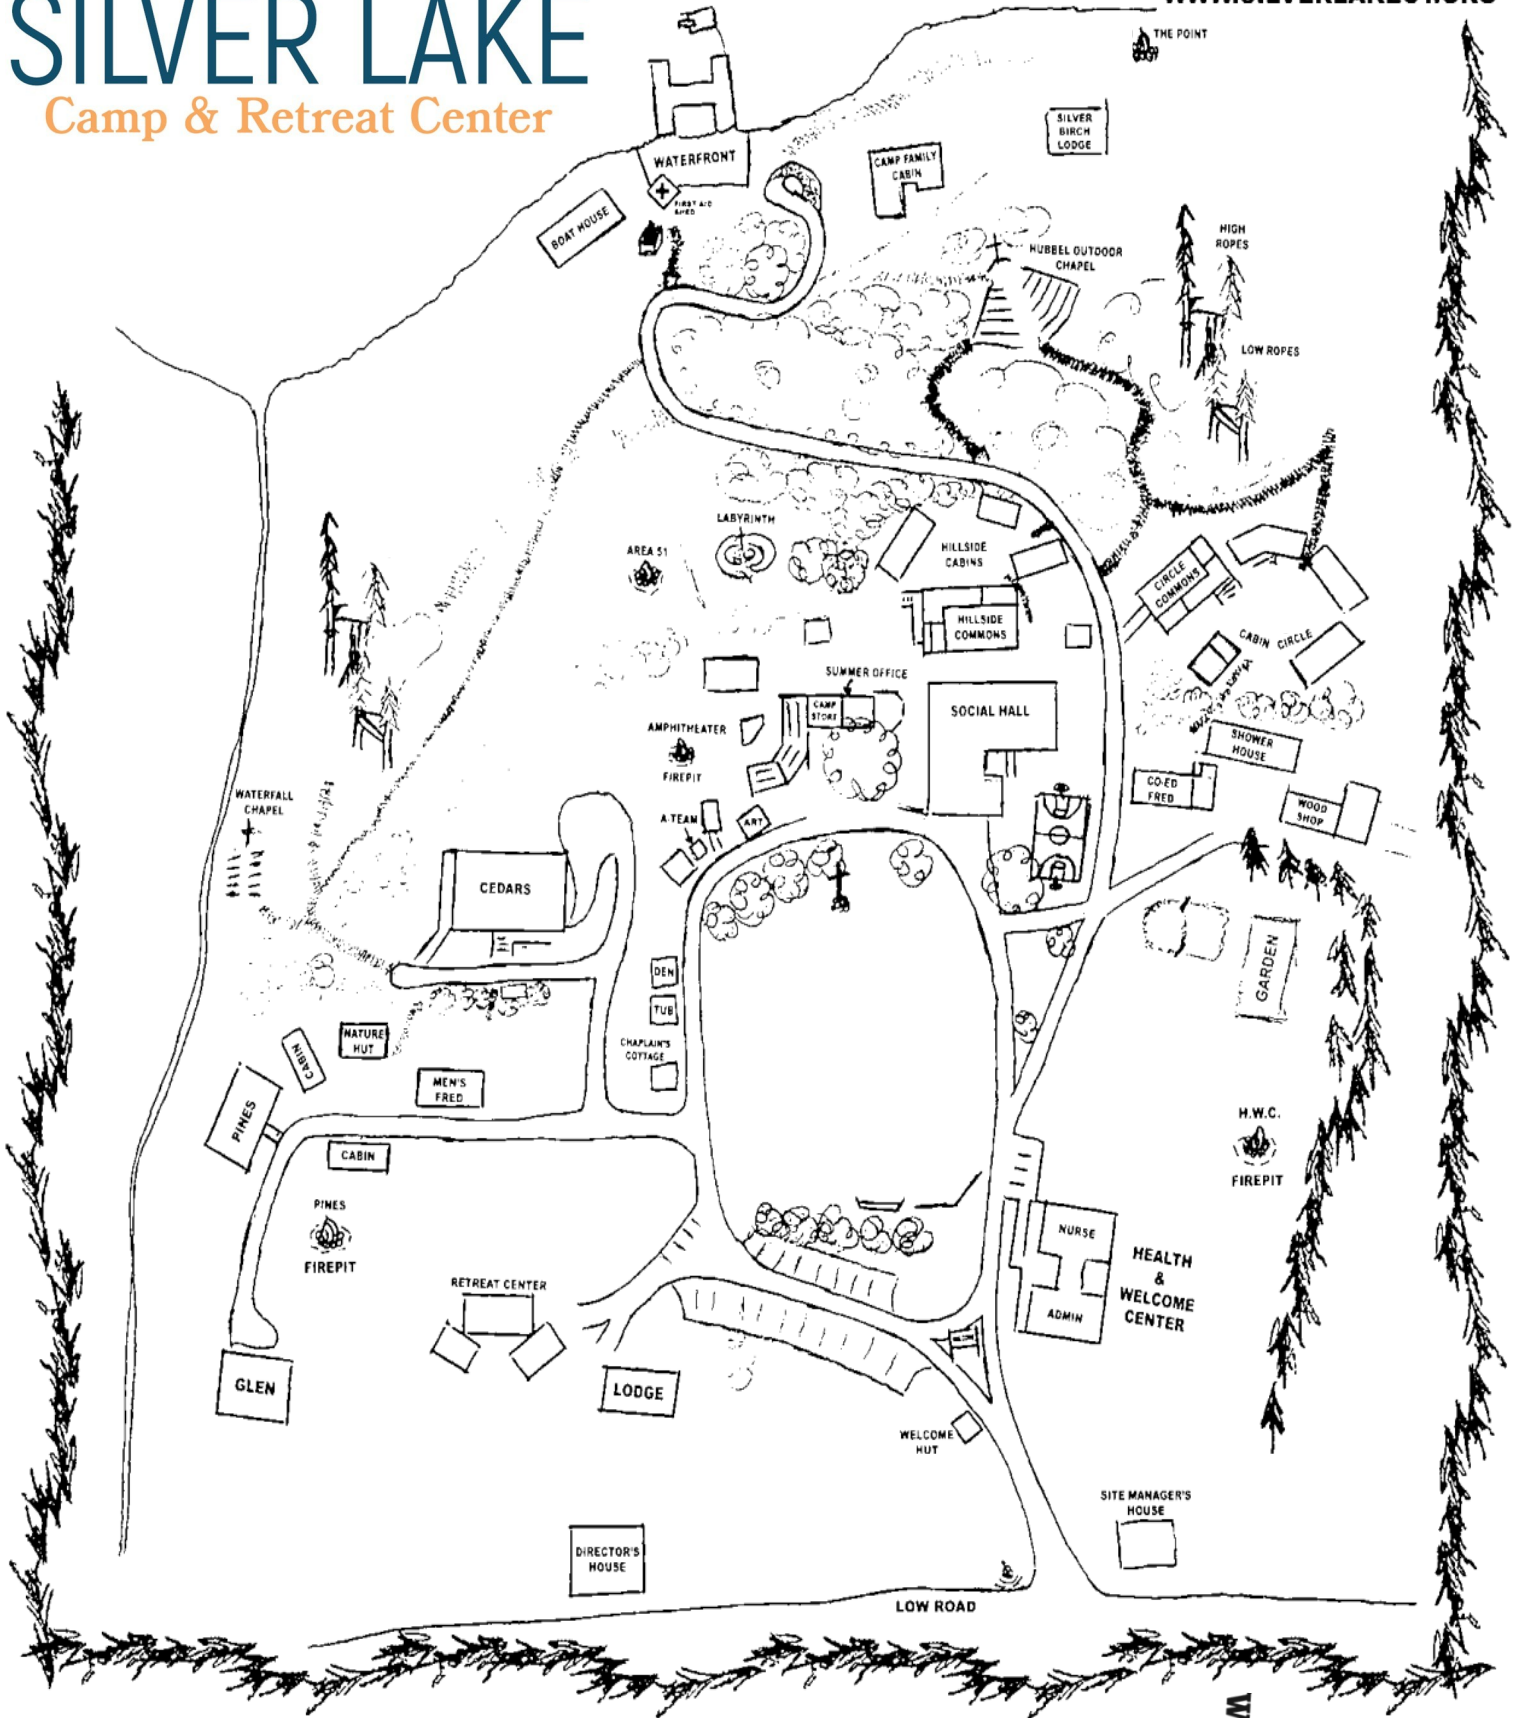 SILVER LAKE
Camp & Retreat Center
THE POINT
SILVER
BIRCH
LODGE
WATERFRONT
CAMP FAMILY
CABIN
FIRST AID
SHED
BOAT HOUSE
HIGH
ROPES
HUBBEL OUTDOOR
CHAPEL
LOW ROPES
LABYRINTH
AREA 51
HILLSIDE
CABINS
CIRCLE
COMMONS
HILLSIDE
COMMONS
CABIN CIRCLE
SUMMER OFFICE
CAMP
STORE
SOCIAL HALL
AMPHITHEATER
FIREPIT
SHOWER
HOUSE
CO-ED
FRED
WOOD
SHOP
WATERFALL
CHAPEL
A-TEAM
ART
CEDARS
GARDEN
DEN
TUB
NATURE
HUT
CHAPLAIN'S
COTTAGE
CABIN
MEN'S
FRED
PINES
H.W.C.
FIREPIT
CABIN
PINES
FIREPIT
NURSE
HEALTH
&
WELCOME
CENTER
ADMIN
RETREAT CENTER
GLEN
LODGE
WELCOME
HUT
SITE MANAGER'S
HOUSE
DIRECTOR'S
HOUSE
LOW ROAD
W